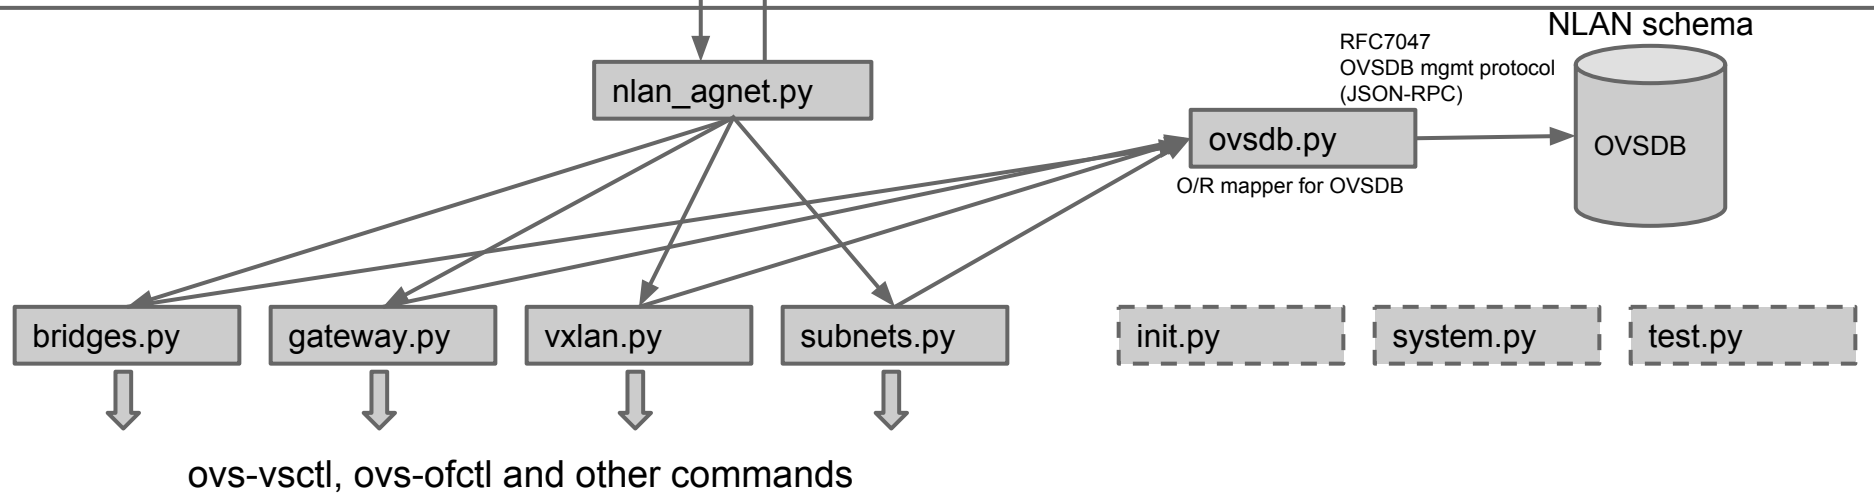 NLAN schema
RFC7047
OVSDB mgmt protocol
(JSON-RPC)
nlan_agnet.py
ovsdb.py
OVSDB
O/R mapper for OVSDB
bridges.py
gateway.py
vxlan.py
subnets.py
init.py
system.py
test.py
ovs-vsctl, ovs-ofctl and other commands